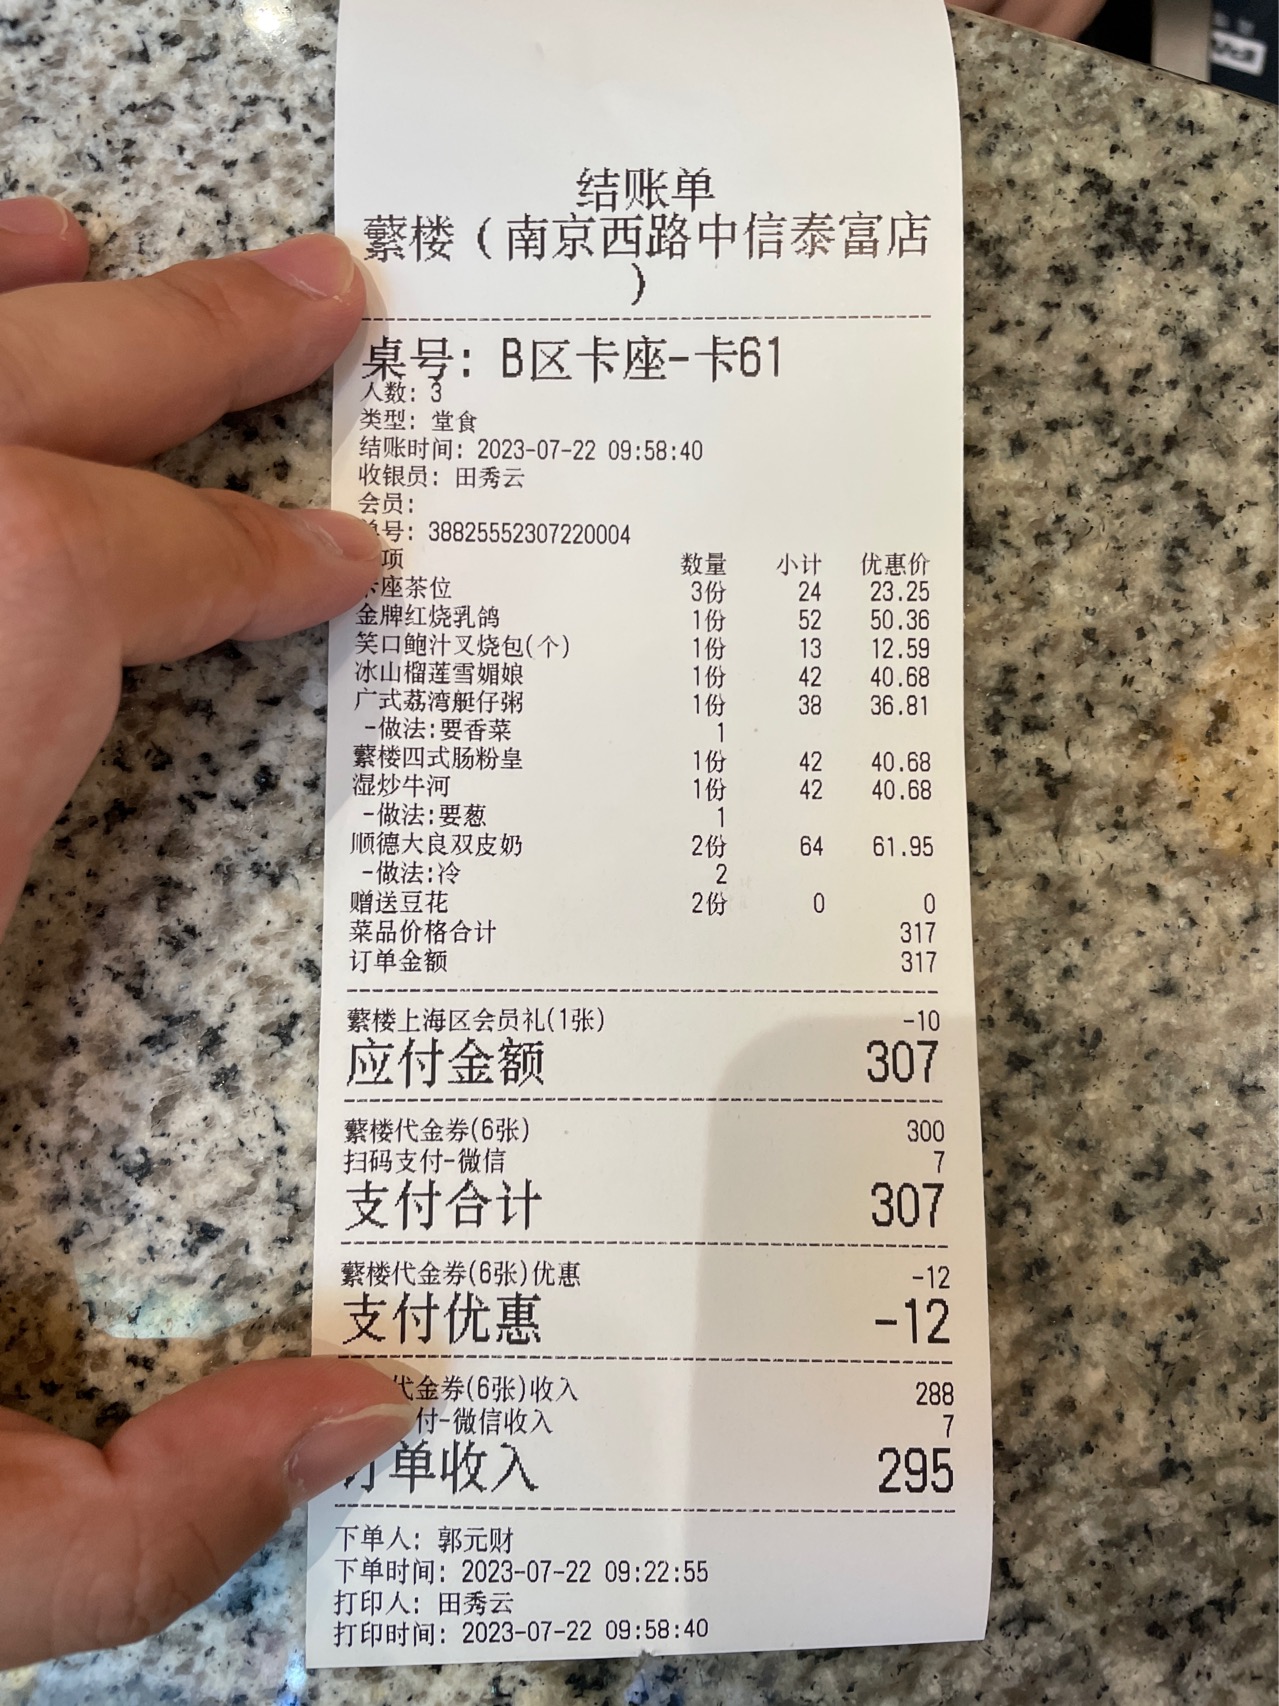 结账单
蘩楼（南京西路中信泰富店
）
桌号: B区卡座-卡61
人数: 3
类型: 堂食
结账时间: 2023-07-22 09:58:40
收银员: 田秀云
会员:
单号: 38825552307220004
项 数量 小计 优惠价
卡座茶位 3份 24 23.25
金牌红烧乳鸽 1份 52 50.36
笑口鲍汁叉烧包(个) 1份 13 12.59
冰山榴莲雪媚娘 1份 42 40.68
广式荔湾艇仔粥 1份 38 36.81
-做法:要香菜 1
蘩楼四式肠粉皇 1份 42 40.68
湿炒牛河 1份 42 40.68
-做法:要葱 1
顺德大良双皮奶 2份 64 61.95
-做法:冷 2
赠送豆花 2份 0 0
菜品价格合计 317
订单金额 317
蘩楼上海区会员礼(1张) -10
应付金额 307
蘩楼代金券(6张) 300
扫码支付-微信 7
支付合计 307
蘩楼代金券(6张)优惠 -12
支付优惠 -12
代金券(6张)收入 288
付-微信收入 7
订单收入 295
下单人: 郭元财
下单时间: 2023-07-22 09:22:55
打印人: 田秀云
打印时间: 2023-07-22 09:58:40